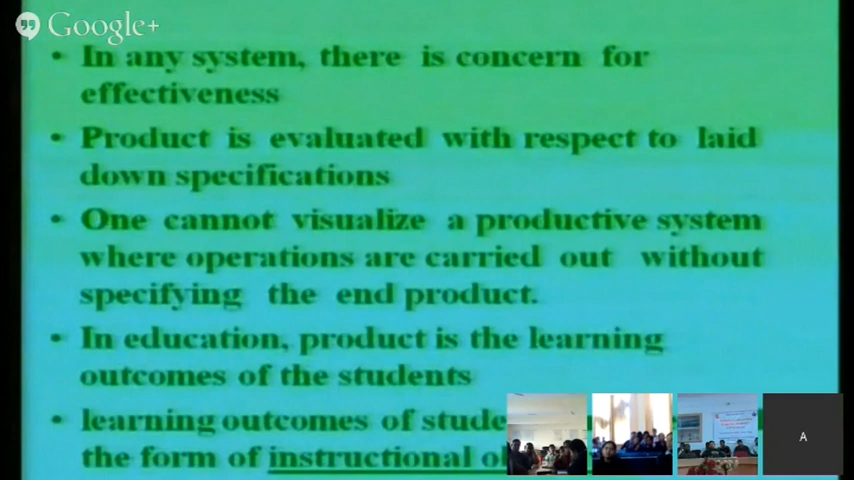 Google+
• In any system, there is concern for
effectiveness
• Product is evaluated with respect to laid
down specifications
• One cannot visualize a productive system
where operations are carried out without
specifying the end product.
• In education, product is the learning
outcomes of the students
• learning outcomes of
the form of instructional
A